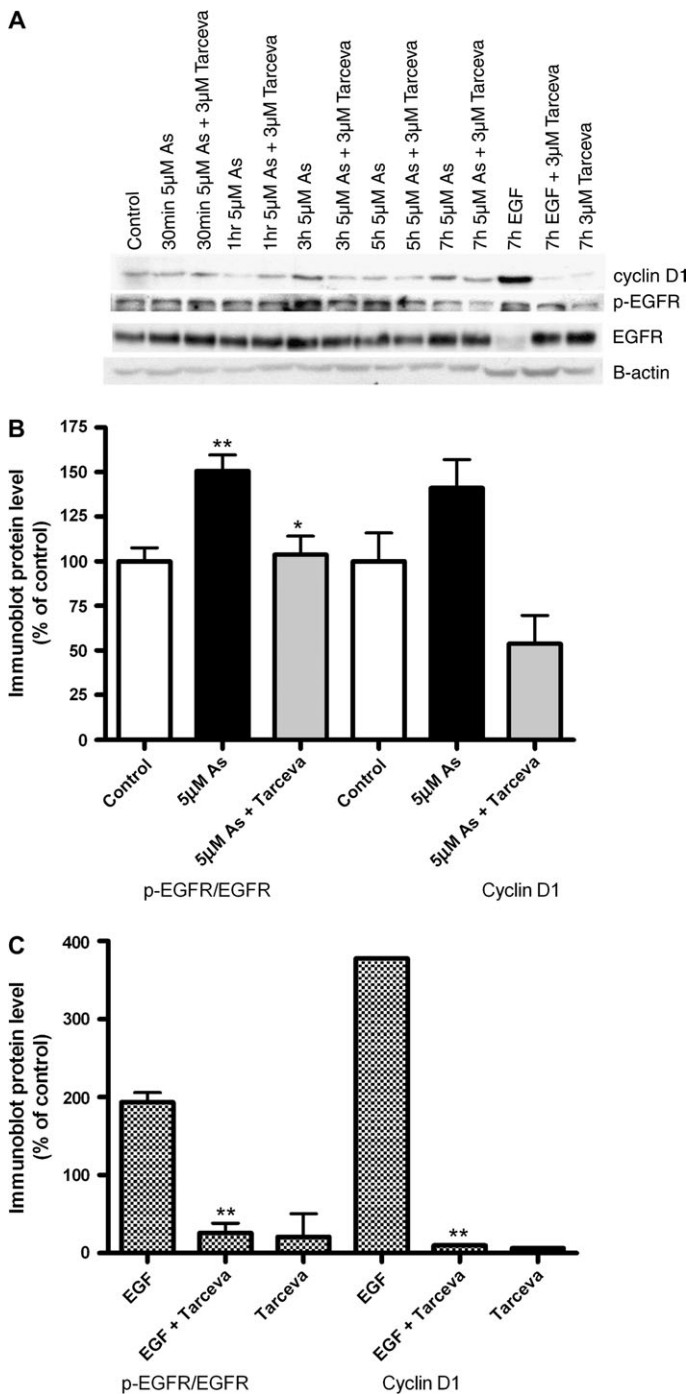 A
Control
30min 5µM As
30min 5µM As + 3µM Tarceva
1hr 5µM As
1hr 5µM As + 3µM Tarceva
3h 5µM As
3h 5µM As + 3µM Tarceva
5h 5µM As
5h 5µM As + 3µM Tarceva
7h 5µM As
7h 5µM As + 3µM Tarceva
7h EGF
7h EGF + 3µM Tarceva
7h 3µM Tarceva
cyclin D1
p-EGFR
EGFR
B-actin
B
Immunoblot protein level
(% of control)
175
150
125
100
75
50
25
0
**
*
Control
5µM As
5µM As + Tarceva
Control
5µM As
5µM As + Tarceva
p-EGFR/EGFR
Cyclin D1
C
Immunoblot protein level
(% of control)
400
300
200
100
0
**
**
EGF
EGF + Tarceva
Tarceva
EGF
EGF + Tarceva
Tarceva
p-EGFR/EGFR
Cyclin D1